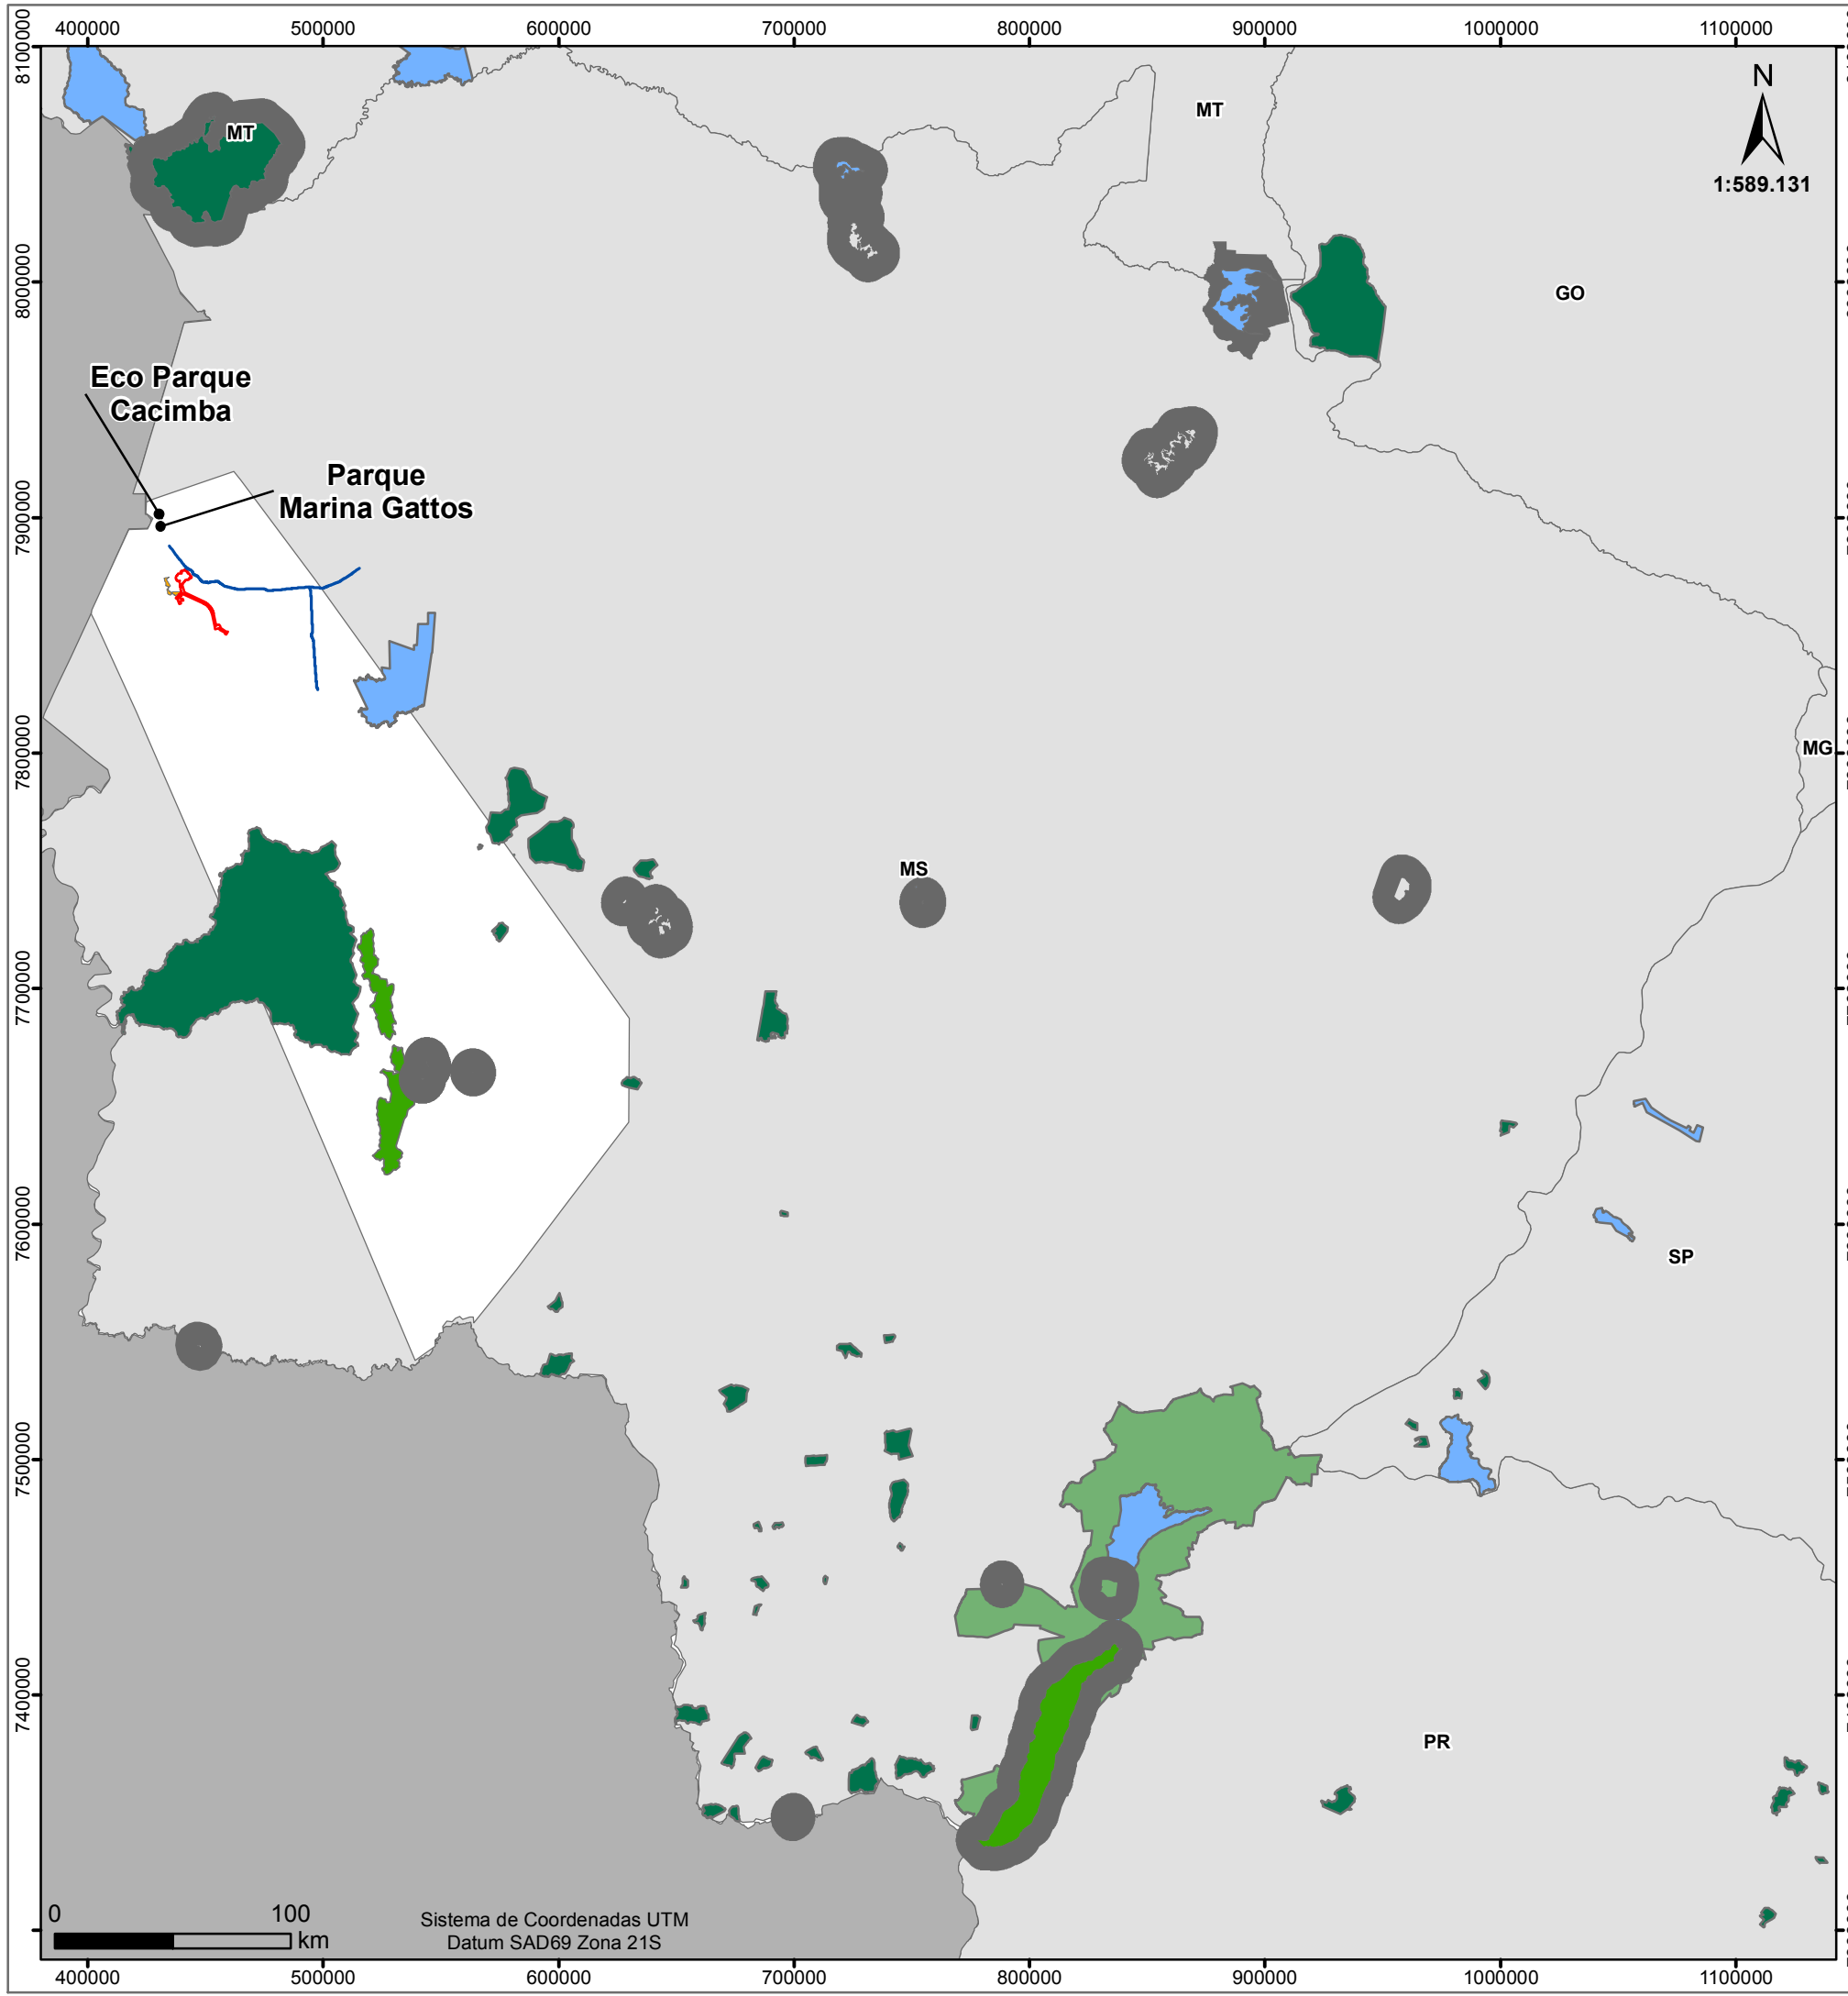 400000 500000 600000 700000 800000 900000 1000000 1100000
8100000
N
1:589.131
MT
MT
8000000
GO
Eco Parque
Cacimba
Parque
Marina Gattos
7900000
7800000
MG
MS
7700000
7600000
SP
7500000
7400000
PR
0 100
km
Sistema de Coordenadas UTM
Datum SAD69 Zona 21S
400000 500000 600000 700000 800000 900000 1000000 1100000